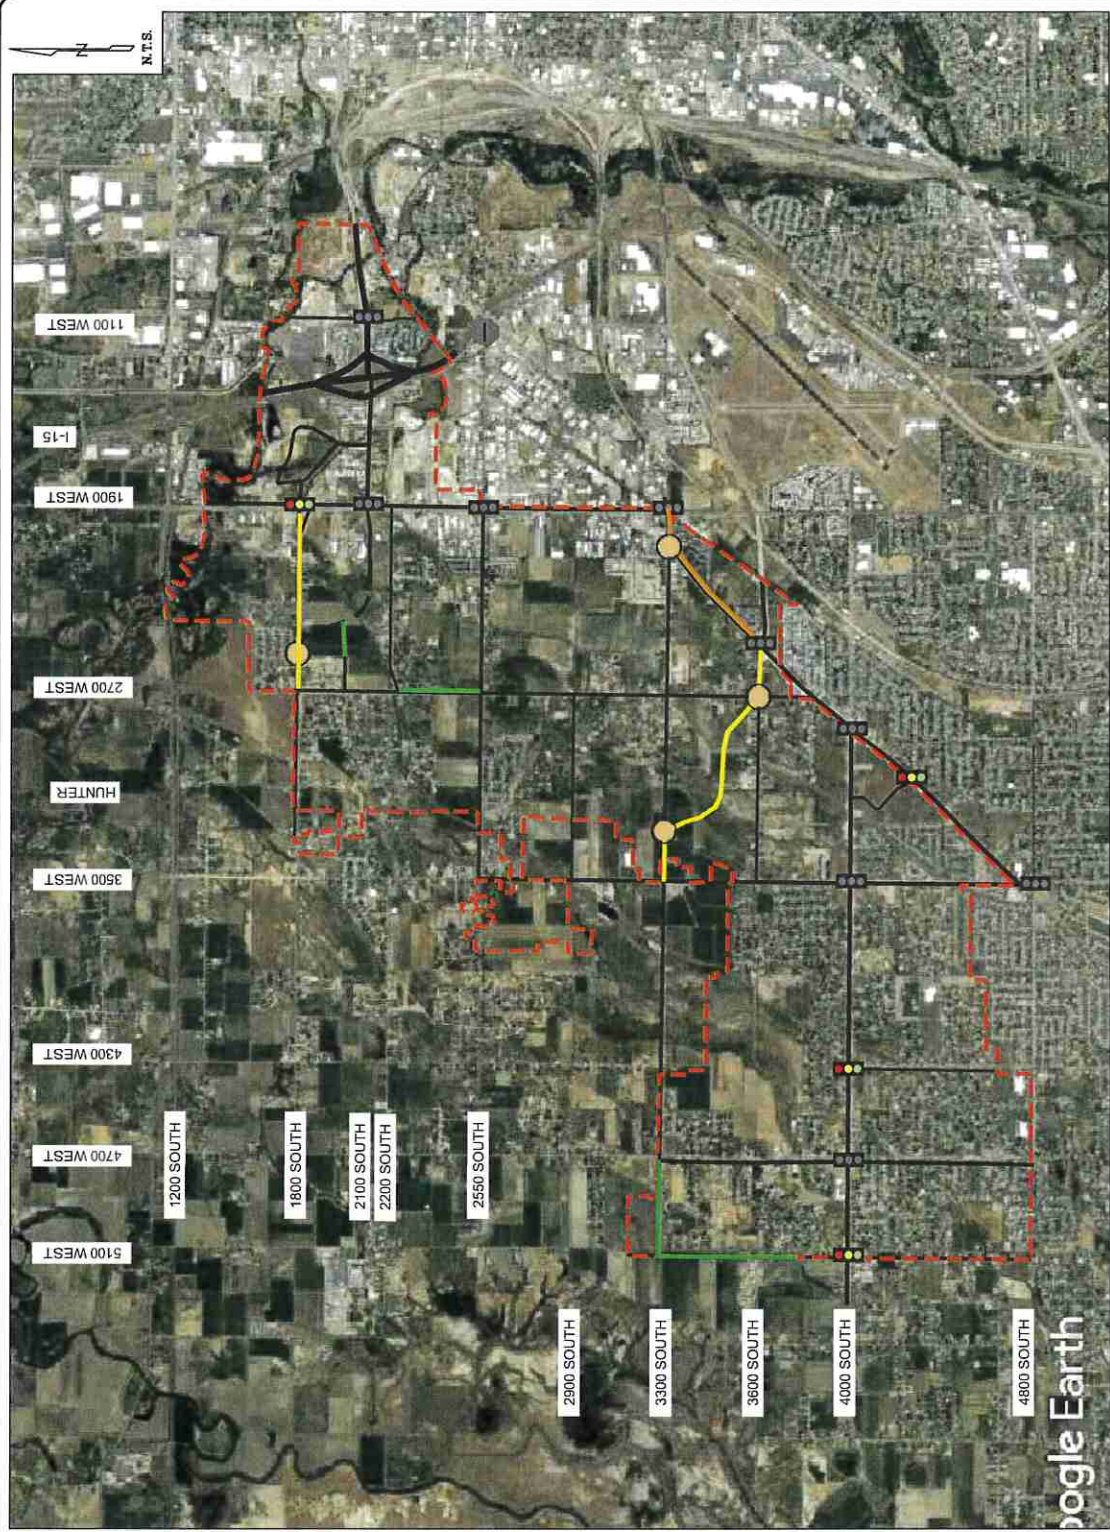 N
N.T.S.
1100 WEST
I-15
1900 WEST
2700 WEST
HUNTER
3500 WEST
4300 WEST
4700 WEST
5100 WEST
1200 SOUTH
1800 SOUTH
2100 SOUTH
2200 SOUTH
2550 SOUTH
2900 SOUTH
3300 SOUTH
3600 SOUTH
4000 SOUTH
4800 SOUTH
oogle Earth